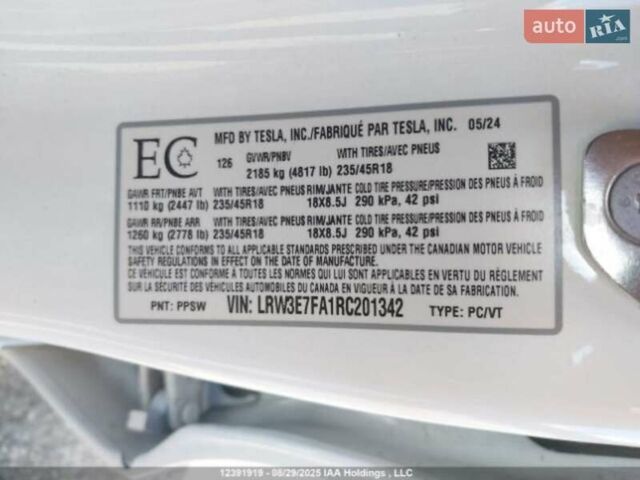 auto RIA .com
MFD BY TESLA, INC./FABRIQUÉ PAR TESLA, INC. 05/24
EC
126 GVWR/PNBV WITH TIRES/AVEC PNEUS
2185 kg (4817 lb) 235/45R18
GAWR FRT/PNBE AVT WITH TIRES/AVEC PNEUS RIM/JANTE COLD TIRE PRESSURE/PRESSION DES PNEUS À FROID
1110 kg (2447 lb) 235/45R18 18X8.5J 290 kPa, 42 psi
GAWR RR/PNBE ARR WITH TIRES/AVEC PNEUS RIM/JANTE COLD TIRE PRESSURE/PRESSION DES PNEUS À FROID
1260 kg (2778 lb) 235/45R18 18X8.5J 290 kPa, 42 psi
THIS VEHICLE CONFORMS TO ALL APPLICABLE STANDARDS PRESCRIBED UNDER THE CANADIAN MOTOR VEHICLE
SAFETY REGULATIONS IN EFFECT ON THE DATE OF MANUFACTURE
CE VÉHICULE EST CONFORME À TOUTES LES NORMES QUI LUI SONT APPLICABLES EN VERTU DU RÈGLEMENT
SUR LA SÉCURITÉ DES VÉHICULES AUTOMOBILES DU CANADA EN VIGUEUR À LA DATE DE SA FABRICATION.
PNT: PPSW VIN: LRW3E7FA1RC201342 TYPE: PC/VT
12391919 - 08/29/2025 IAA Holdings , LLC